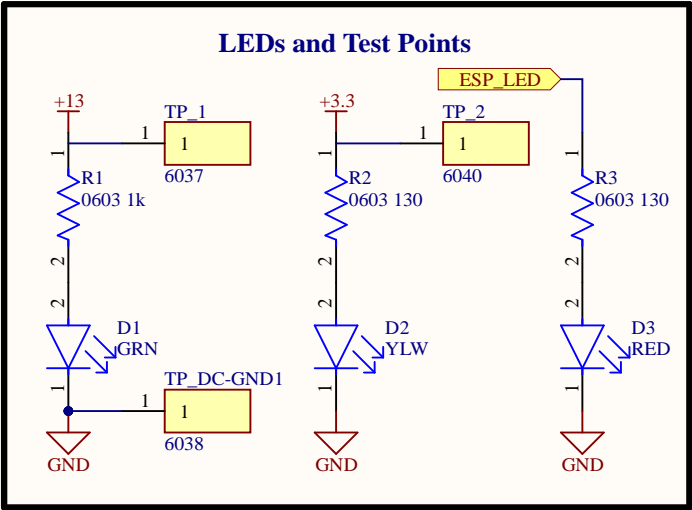 LEDs and Test Points
ESP_LED
+13
TP_1
1
1
6037
1
R1
0603 1k
2
2
D1
GRN
1
TP_DC-GND1
1
1
6038
GND
+3.3
TP_2
1
1
6040
1
R2
0603 130
2
2
D2
YLW
1
GND
1
R3
0603 130
2
2
D3
RED
1
GND